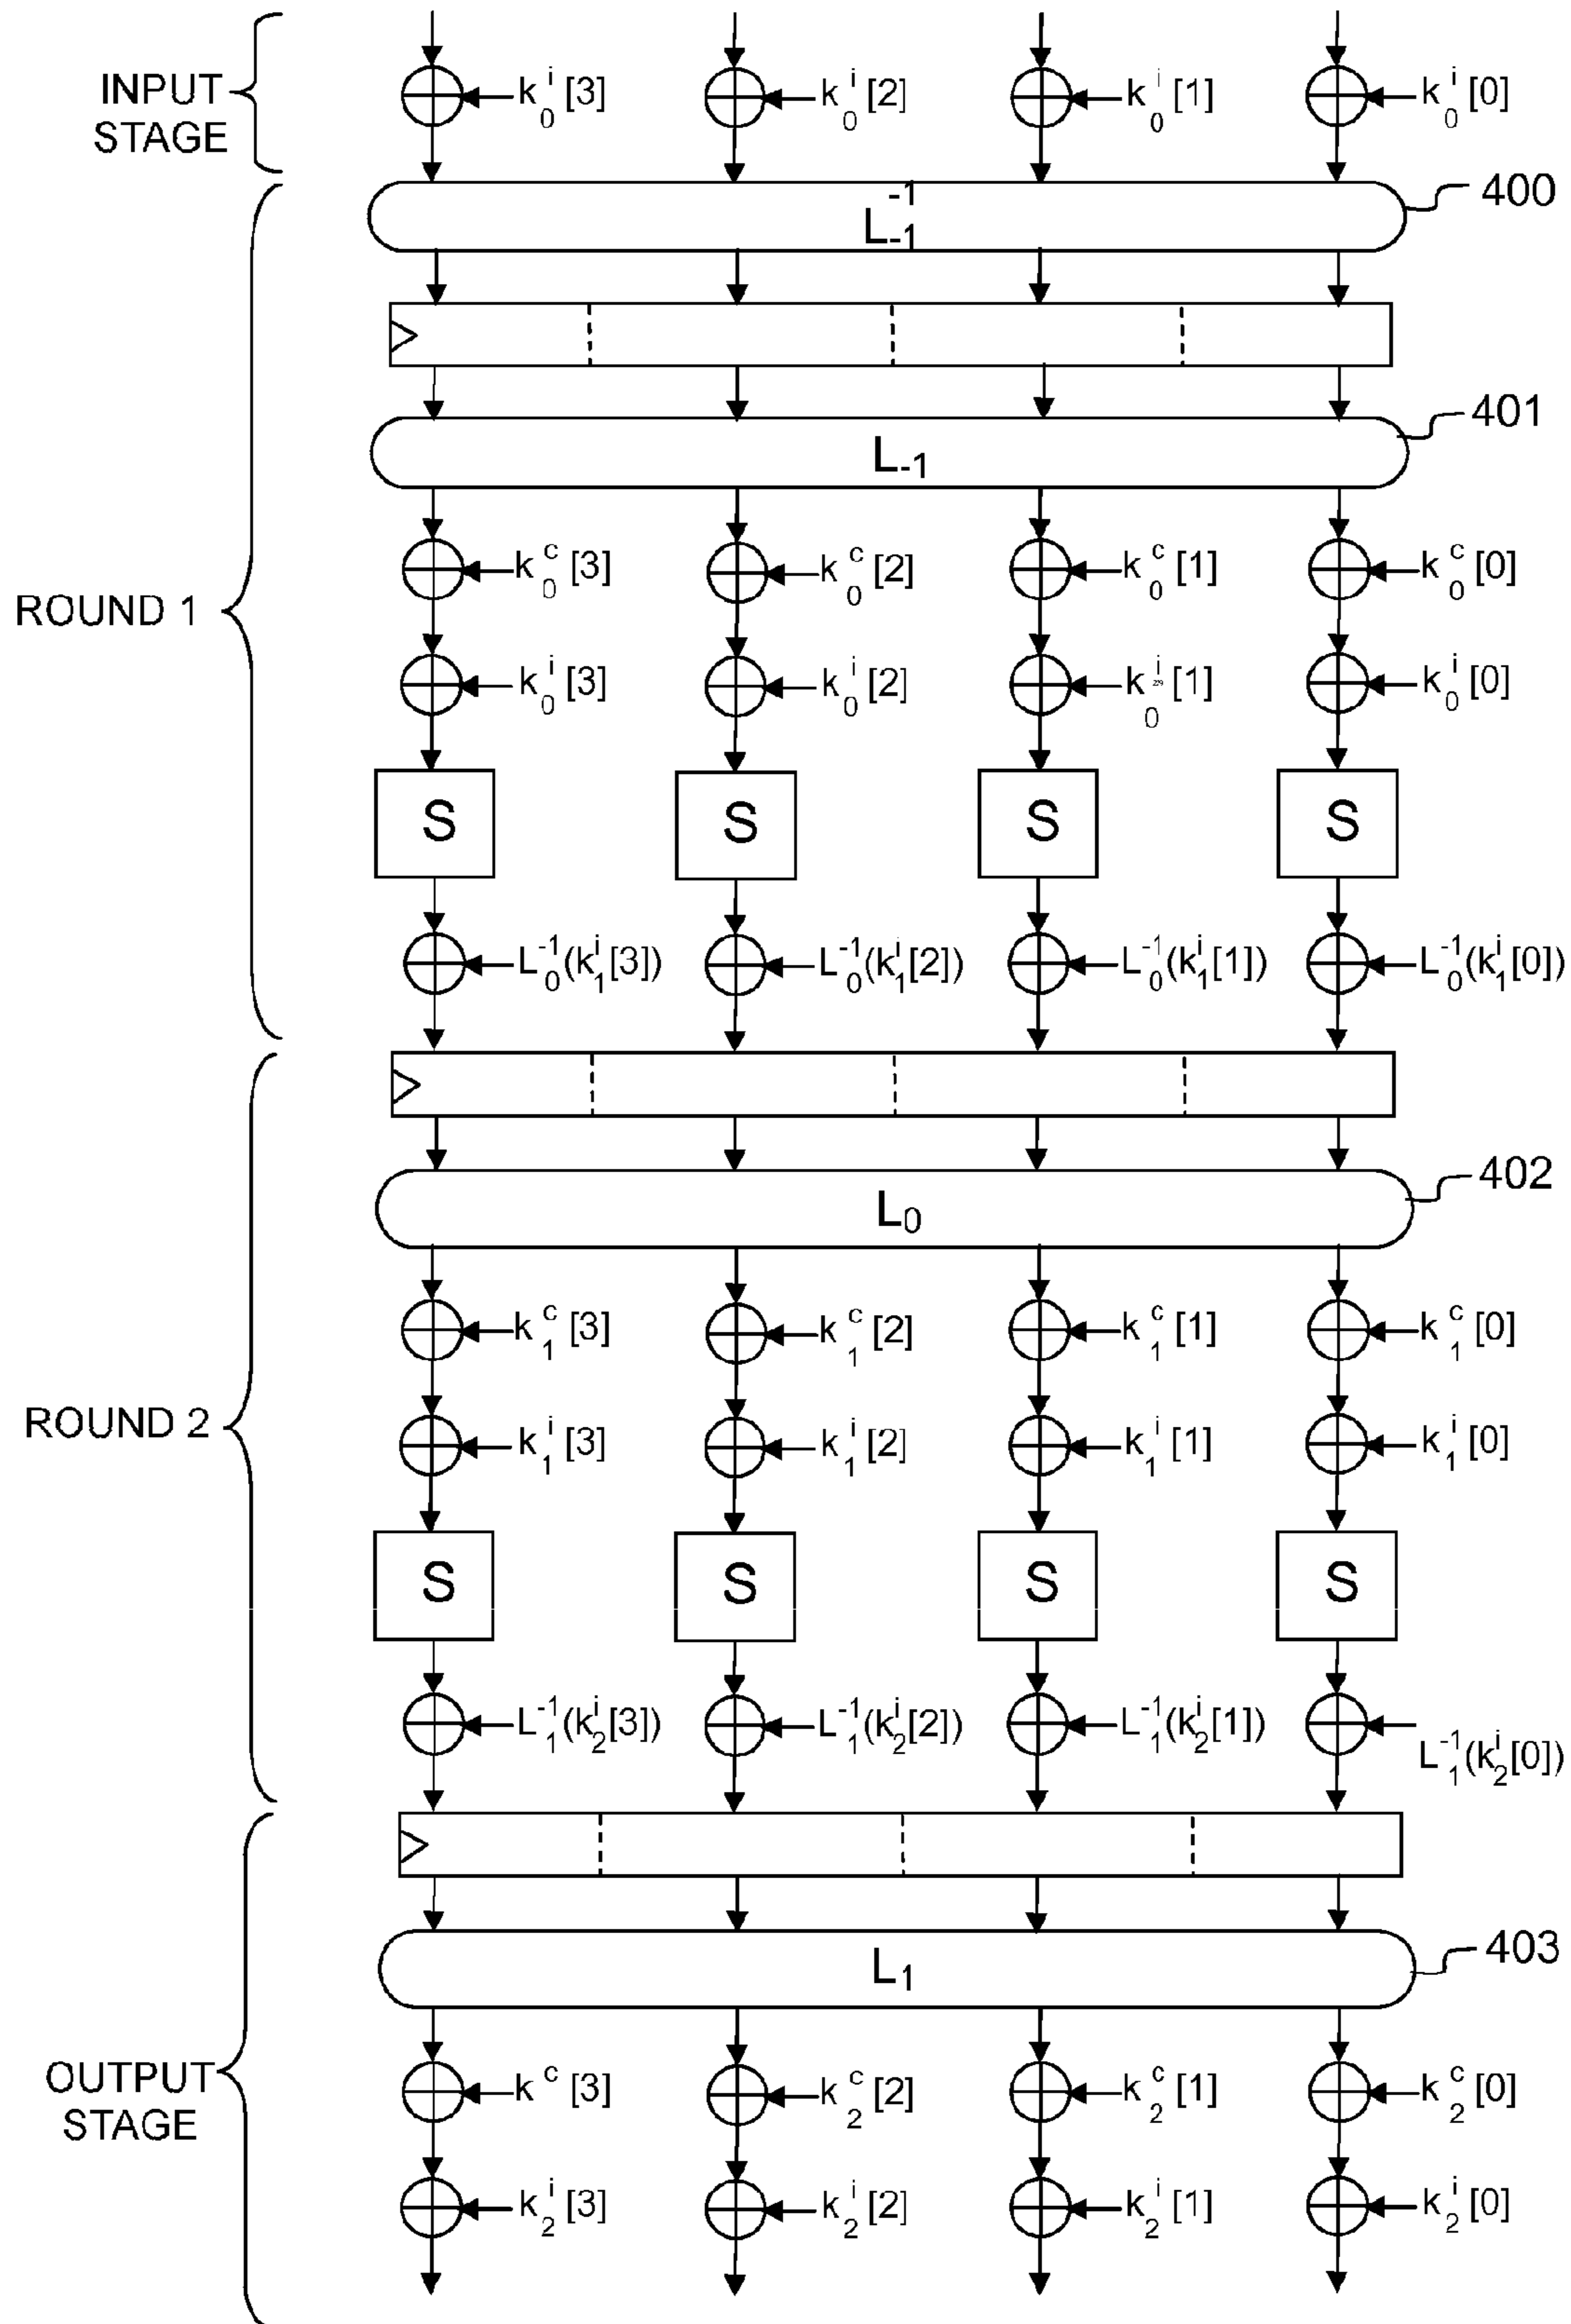 INPUT STAGE
k₀ⁱ[3] k₀ⁱ[2] k₀ⁱ[1] k₀ⁱ[0]
L₋₁⁻¹ 400
L₋₁ 401
ROUND 1
k₀ᶜ[3] k₀ᶜ[2] k₀ᶜ[1] k₀ᶜ[0]
k₀ⁱ[3] k₀ⁱ[2] k₀ⁱ[1] k₀ⁱ[0]
S S S S
L₀⁻¹(k₁ⁱ[3]) L₀⁻¹(k₁ⁱ[2]) L₀⁻¹(k₁ⁱ[1]) L₀⁻¹(k₁ⁱ[0])
L₀ 402
ROUND 2
k₁ᶜ[3] k₁ᶜ[2] k₁ᶜ[1] k₁ᶜ[0]
k₁ⁱ[3] k₁ⁱ[2] k₁ⁱ[1] k₁ⁱ[0]
S S S S
L₁⁻¹(k₂ⁱ[3]) L₁⁻¹(k₂ⁱ[2]) L₁⁻¹(k₂ⁱ[1]) L₁⁻¹(k₂ⁱ[0])
L₁ 403
OUTPUT STAGE
kᶜ[3] k₂ᶜ[2] k₂ᶜ[1] k₂ᶜ[0]
k₂ⁱ[3] k₂ⁱ[2] k₂ⁱ[1] k₂ⁱ[0]